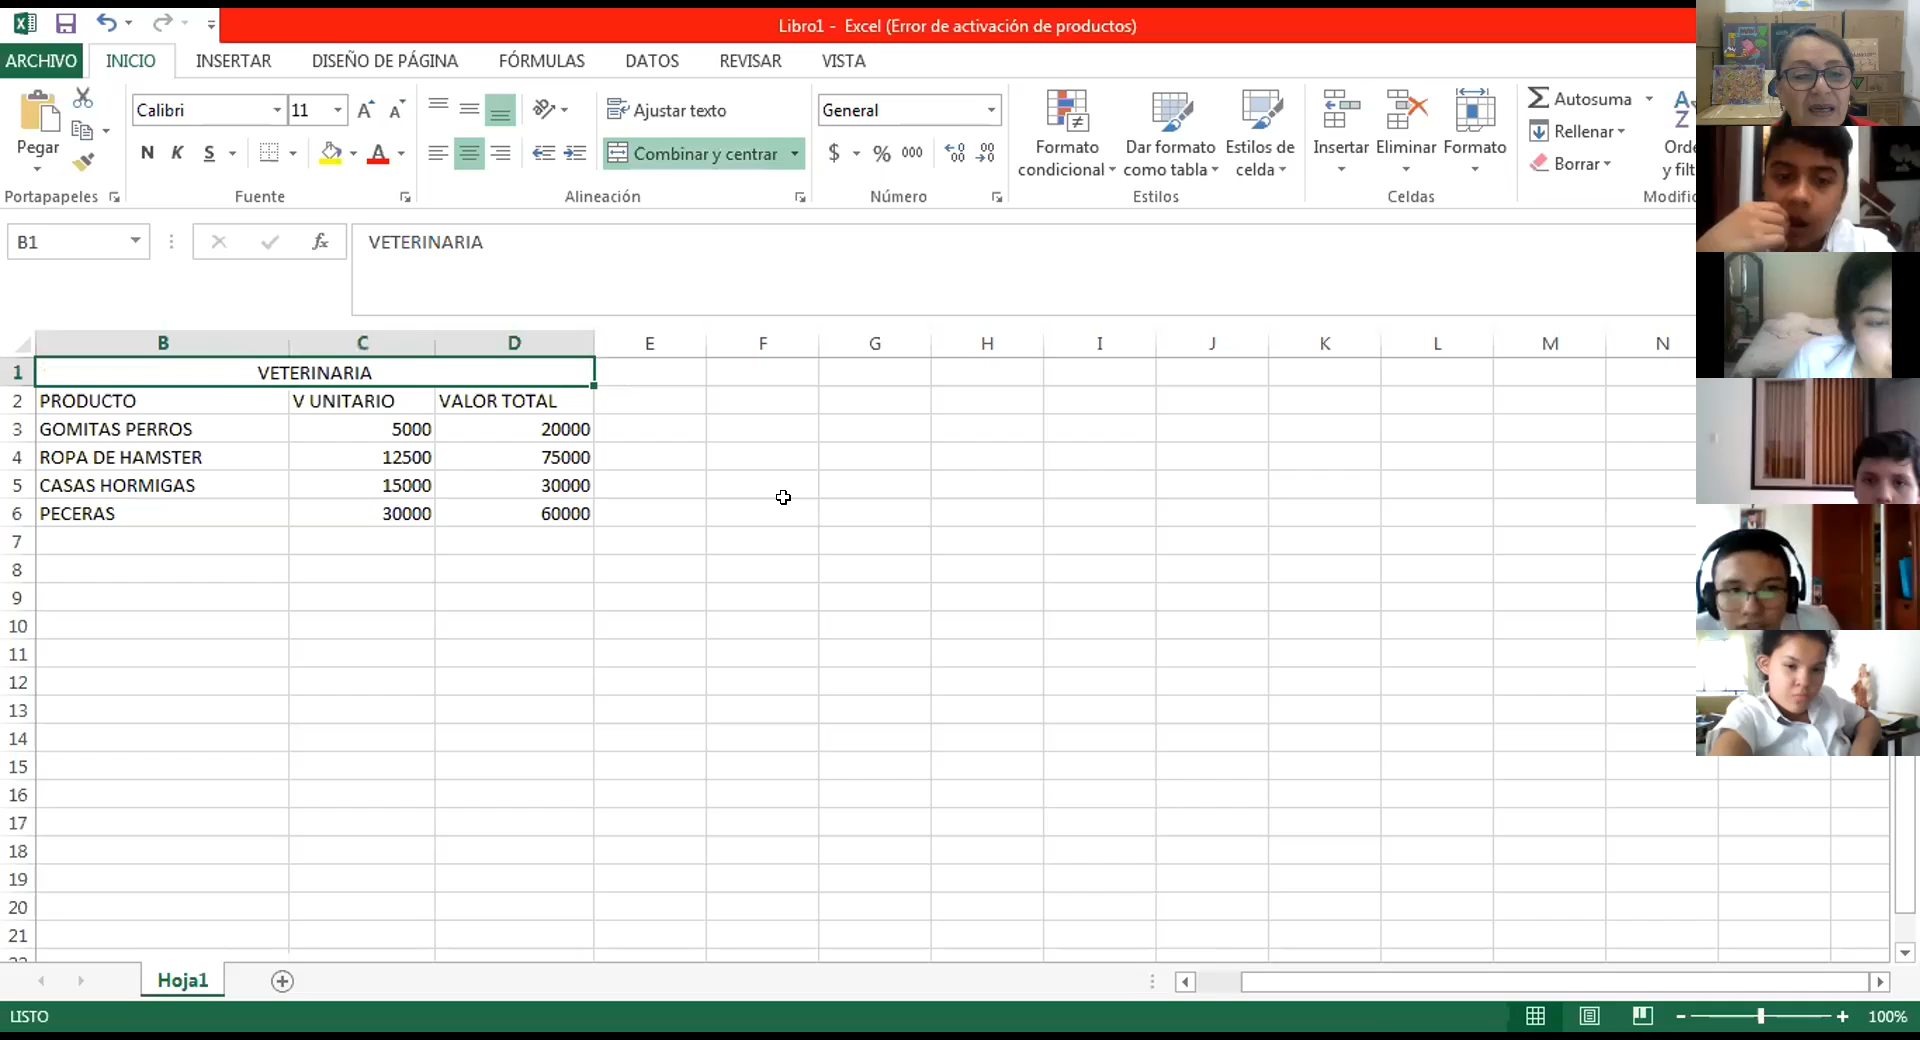 Libro1 - Excel (Error de activación de productos)
ARCHIVO INICIO INSERTAR DISEÑO DE PÁGINA FÓRMULAS DATOS REVISAR VISTA
Calibri 11 Ajustar texto General Autosuma
Pegar N K S Combinar y centrar $ % 000 Formato condicional Dar formato como tabla Estilos de celda Insertar Eliminar Formato Rellenar
Borrar
Portapapeles Fuente Alineación Número Estilos Celdas
B1 fx VETERINARIA
B C D E F G H I J K L M N
1 VETERINARIA
2 PRODUCTO V UNITARIO VALOR TOTAL
3 GOMITAS PERROS 5000 20000
4 ROPA DE HAMSTER 12500 75000
5 CASAS HORMIGAS 15000 30000
6 PECERAS 30000 60000
7
8
9
10
11
12
13
14
15
16
17
18
19
20
21
Hoja1
LISTO 100%